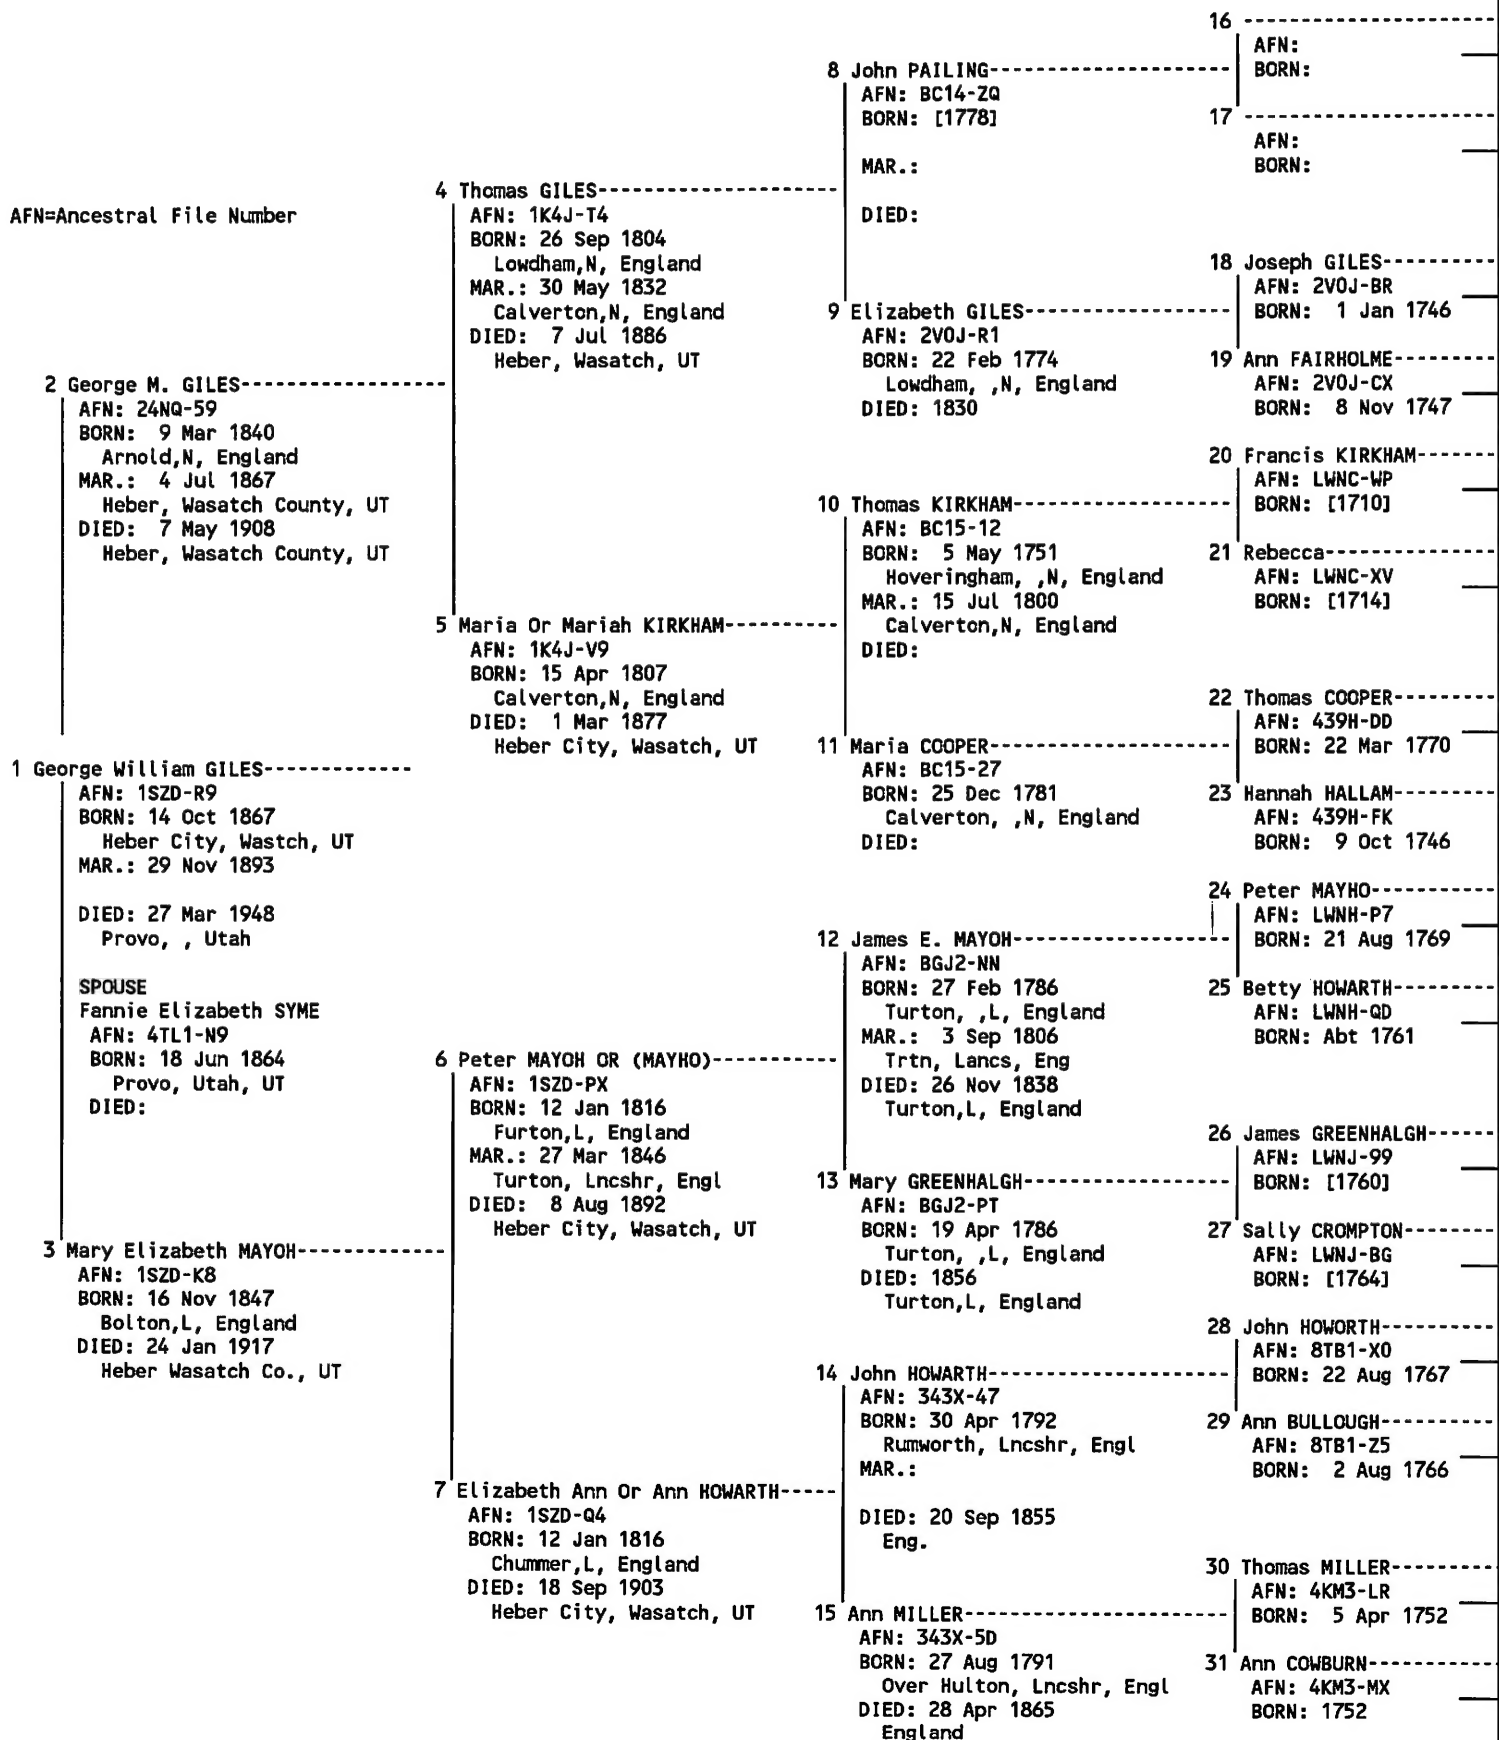 AFN=Ancestral File Number
1 George William GILES-------------
AFN: 1SZD-R9
BORN: 14 Oct 1867
Heber City, Wastch, UT
MAR.: 29 Nov 1893
DIED: 27 Mar 1948
Provo, , Utah
SPOUSE
Fannie Elizabeth SYME
AFN: 4TL1-N9
BORN: 18 Jun 1864
Provo, Utah, UT
DIED:
2 George M. GILES------------------
AFN: 24NQ-59
BORN: 9 Mar 1840
Arnold,N, England
MAR.: 4 Jul 1867
Heber, Wasatch County, UT
DIED: 7 May 1908
Heber, Wasatch County, UT
3 Mary Elizabeth MAYOH-------------
AFN: 1SZD-K8
BORN: 16 Nov 1847
Bolton,L, England
DIED: 24 Jan 1917
Heber Wasatch Co., UT
4 Thomas GILES---------------------
AFN: 1K4J-T4
BORN: 26 Sep 1804
Lowdham,N, England
MAR.: 30 May 1832
Calverton,N, England
DIED: 7 Jul 1886
Heber, Wasatch, UT
5 Maria Or Mariah KIRKHAM----------
AFN: 1K4J-V9
BORN: 15 Apr 1807
Calverton,N, England
DIED: 1 Mar 1877
Heber City, Wasatch, UT
6 Peter MAYOH OR (MAYHO)-----------
AFN: 1SZD-PX
BORN: 12 Jan 1816
Furton,L, England
MAR.: 27 Mar 1846
Turton, Lncshr, Engl
DIED: 8 Aug 1892
Heber City, Wasatch, UT
7 Elizabeth Ann Or Ann HOWARTH-----
AFN: 1SZD-Q4
BORN: 12 Jan 1816
Chummer,L, England
DIED: 18 Sep 1903
Heber City, Wasatch, UT
8 John PAILING---------------------
AFN: BC14-ZQ
BORN: [1778]
MAR.:
DIED:
9 Elizabeth GILES------------------
AFN: 2V0J-R1
BORN: 22 Feb 1774
Lowdham, ,N, England
DIED: 1830
10 Thomas KIRKHAM-------------------
AFN: BC15-12
BORN: 5 May 1751
Hoveringham, ,N, England
MAR.: 15 Jul 1800
Calverton,N, England
DIED:
11 Maria COOPER---------------------
AFN: BC15-27
BORN: 25 Dec 1781
Calverton, ,N, England
DIED:
12 James E. MAYOH-------------------
AFN: BGJ2-NN
BORN: 27 Feb 1786
Turton, ,L, England
MAR.: 3 Sep 1806
Trtn, Lancs, Eng
DIED: 26 Nov 1838
Turton,L, England
13 Mary GREENHALGH------------------
AFN: BGJ2-PT
BORN: 19 Apr 1786
Turton, ,L, England
DIED: 1856
Turton,L, England
14 John HOWARTH---------------------
AFN: 343X-47
BORN: 30 Apr 1792
Rumworth, Lncshr, Engl
MAR.:
DIED: 20 Sep 1855
Eng.
15 Ann MILLER-----------------------
AFN: 343X-5D
BORN: 27 Aug 1791
Over Hulton, Lncshr, Engl
DIED: 28 Apr 1865
England
16 ---------------------
AFN:
BORN:
17 ---------------------
AFN:
BORN:
18 Joseph GILES---------
AFN: 2V0J-BR
BORN: 1 Jan 1746
19 Ann FAIRHOLME--------
AFN: 2V0J-CX
BORN: 8 Nov 1747
20 Francis KIRKHAM------
AFN: LWNC-WP
BORN: [1710]
21 Rebecca--------------
AFN: LWNC-XV
BORN: [1714]
22 Thomas COOPER--------
AFN: 439H-DD
BORN: 22 Mar 1770
23 Hannah HALLAM--------
AFN: 439H-FK
BORN: 9 Oct 1746
24 Peter MAYHO----------
AFN: LWNH-P7
BORN: 21 Aug 1769
25 Betty HOWARTH--------
AFN: LWNH-QD
BORN: Abt 1761
26 James GREENHALGH-----
AFN: LWNJ-99
BORN: [1760]
27 Sally CROMPTON-------
AFN: LWNJ-BG
BORN: [1764]
28 John HOWORTH---------
AFN: 8TB1-X0
BORN: 22 Aug 1767
29 Ann BULLOUGH---------
AFN: 8TB1-Z5
BORN: 2 Aug 1766
30 Thomas MILLER--------
AFN: 4KM3-LR
BORN: 5 Apr 1752
31 Ann COWBURN----------
AFN: 4KM3-MX
BORN: 1752